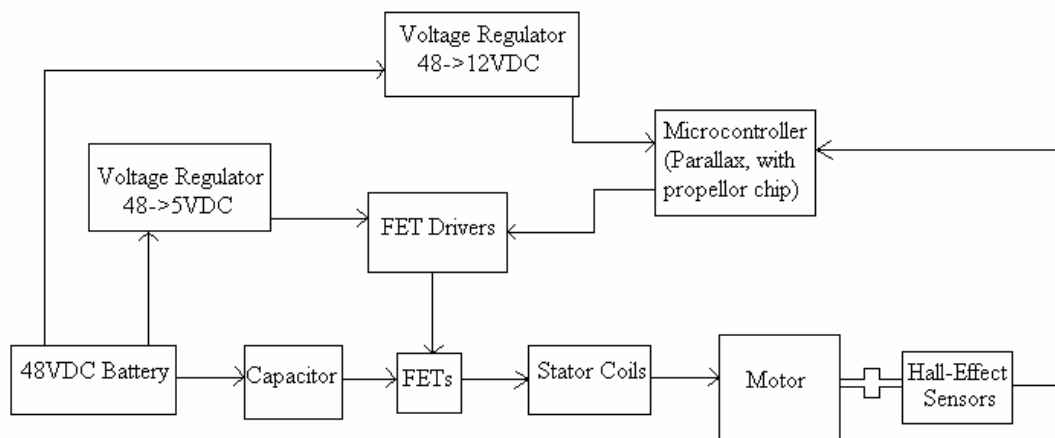 Voltage Regulator
48->12VDC
Microcontroller
(Parallax, with
propellor chip)
Voltage Regulator
48->5VDC
FET Drivers
48VDC Battery
Capacitor
FETs
Stator Coils
Motor
Hall-Effect
Sensors